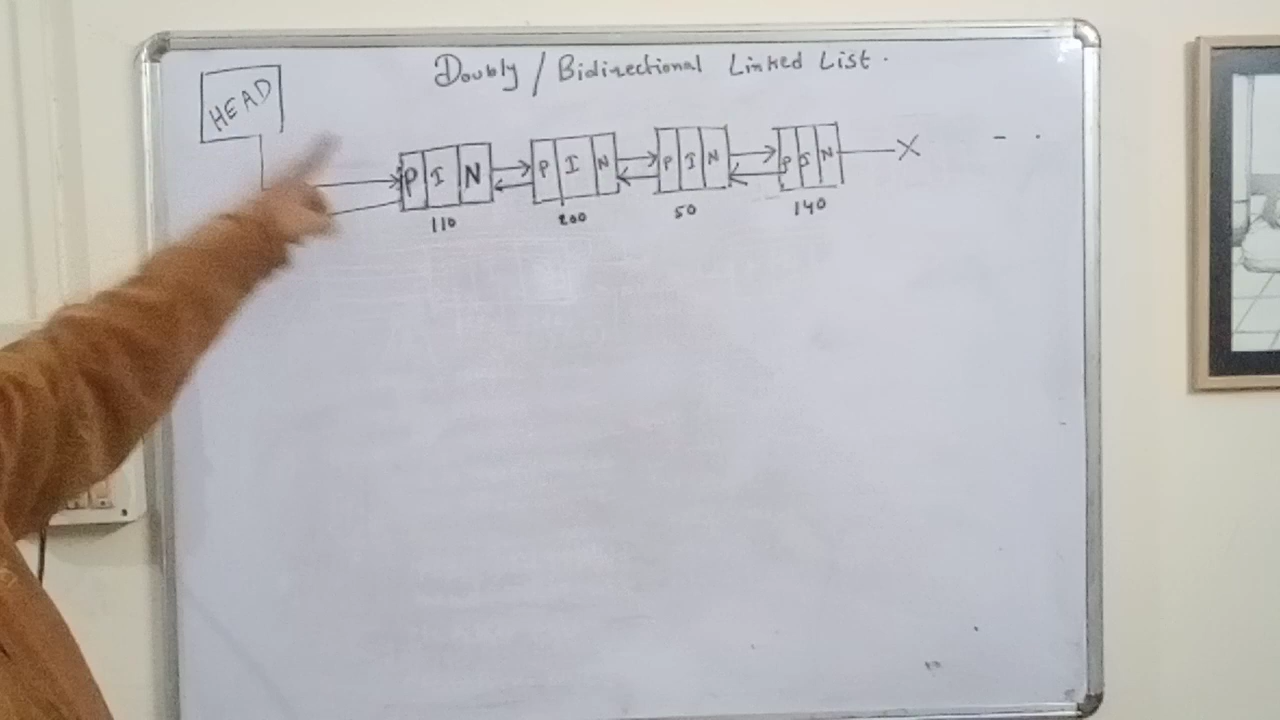 Doubly / Bidirectional Linked List.
HEAD
P I N P I N P I N P I N X
110 200 50 140